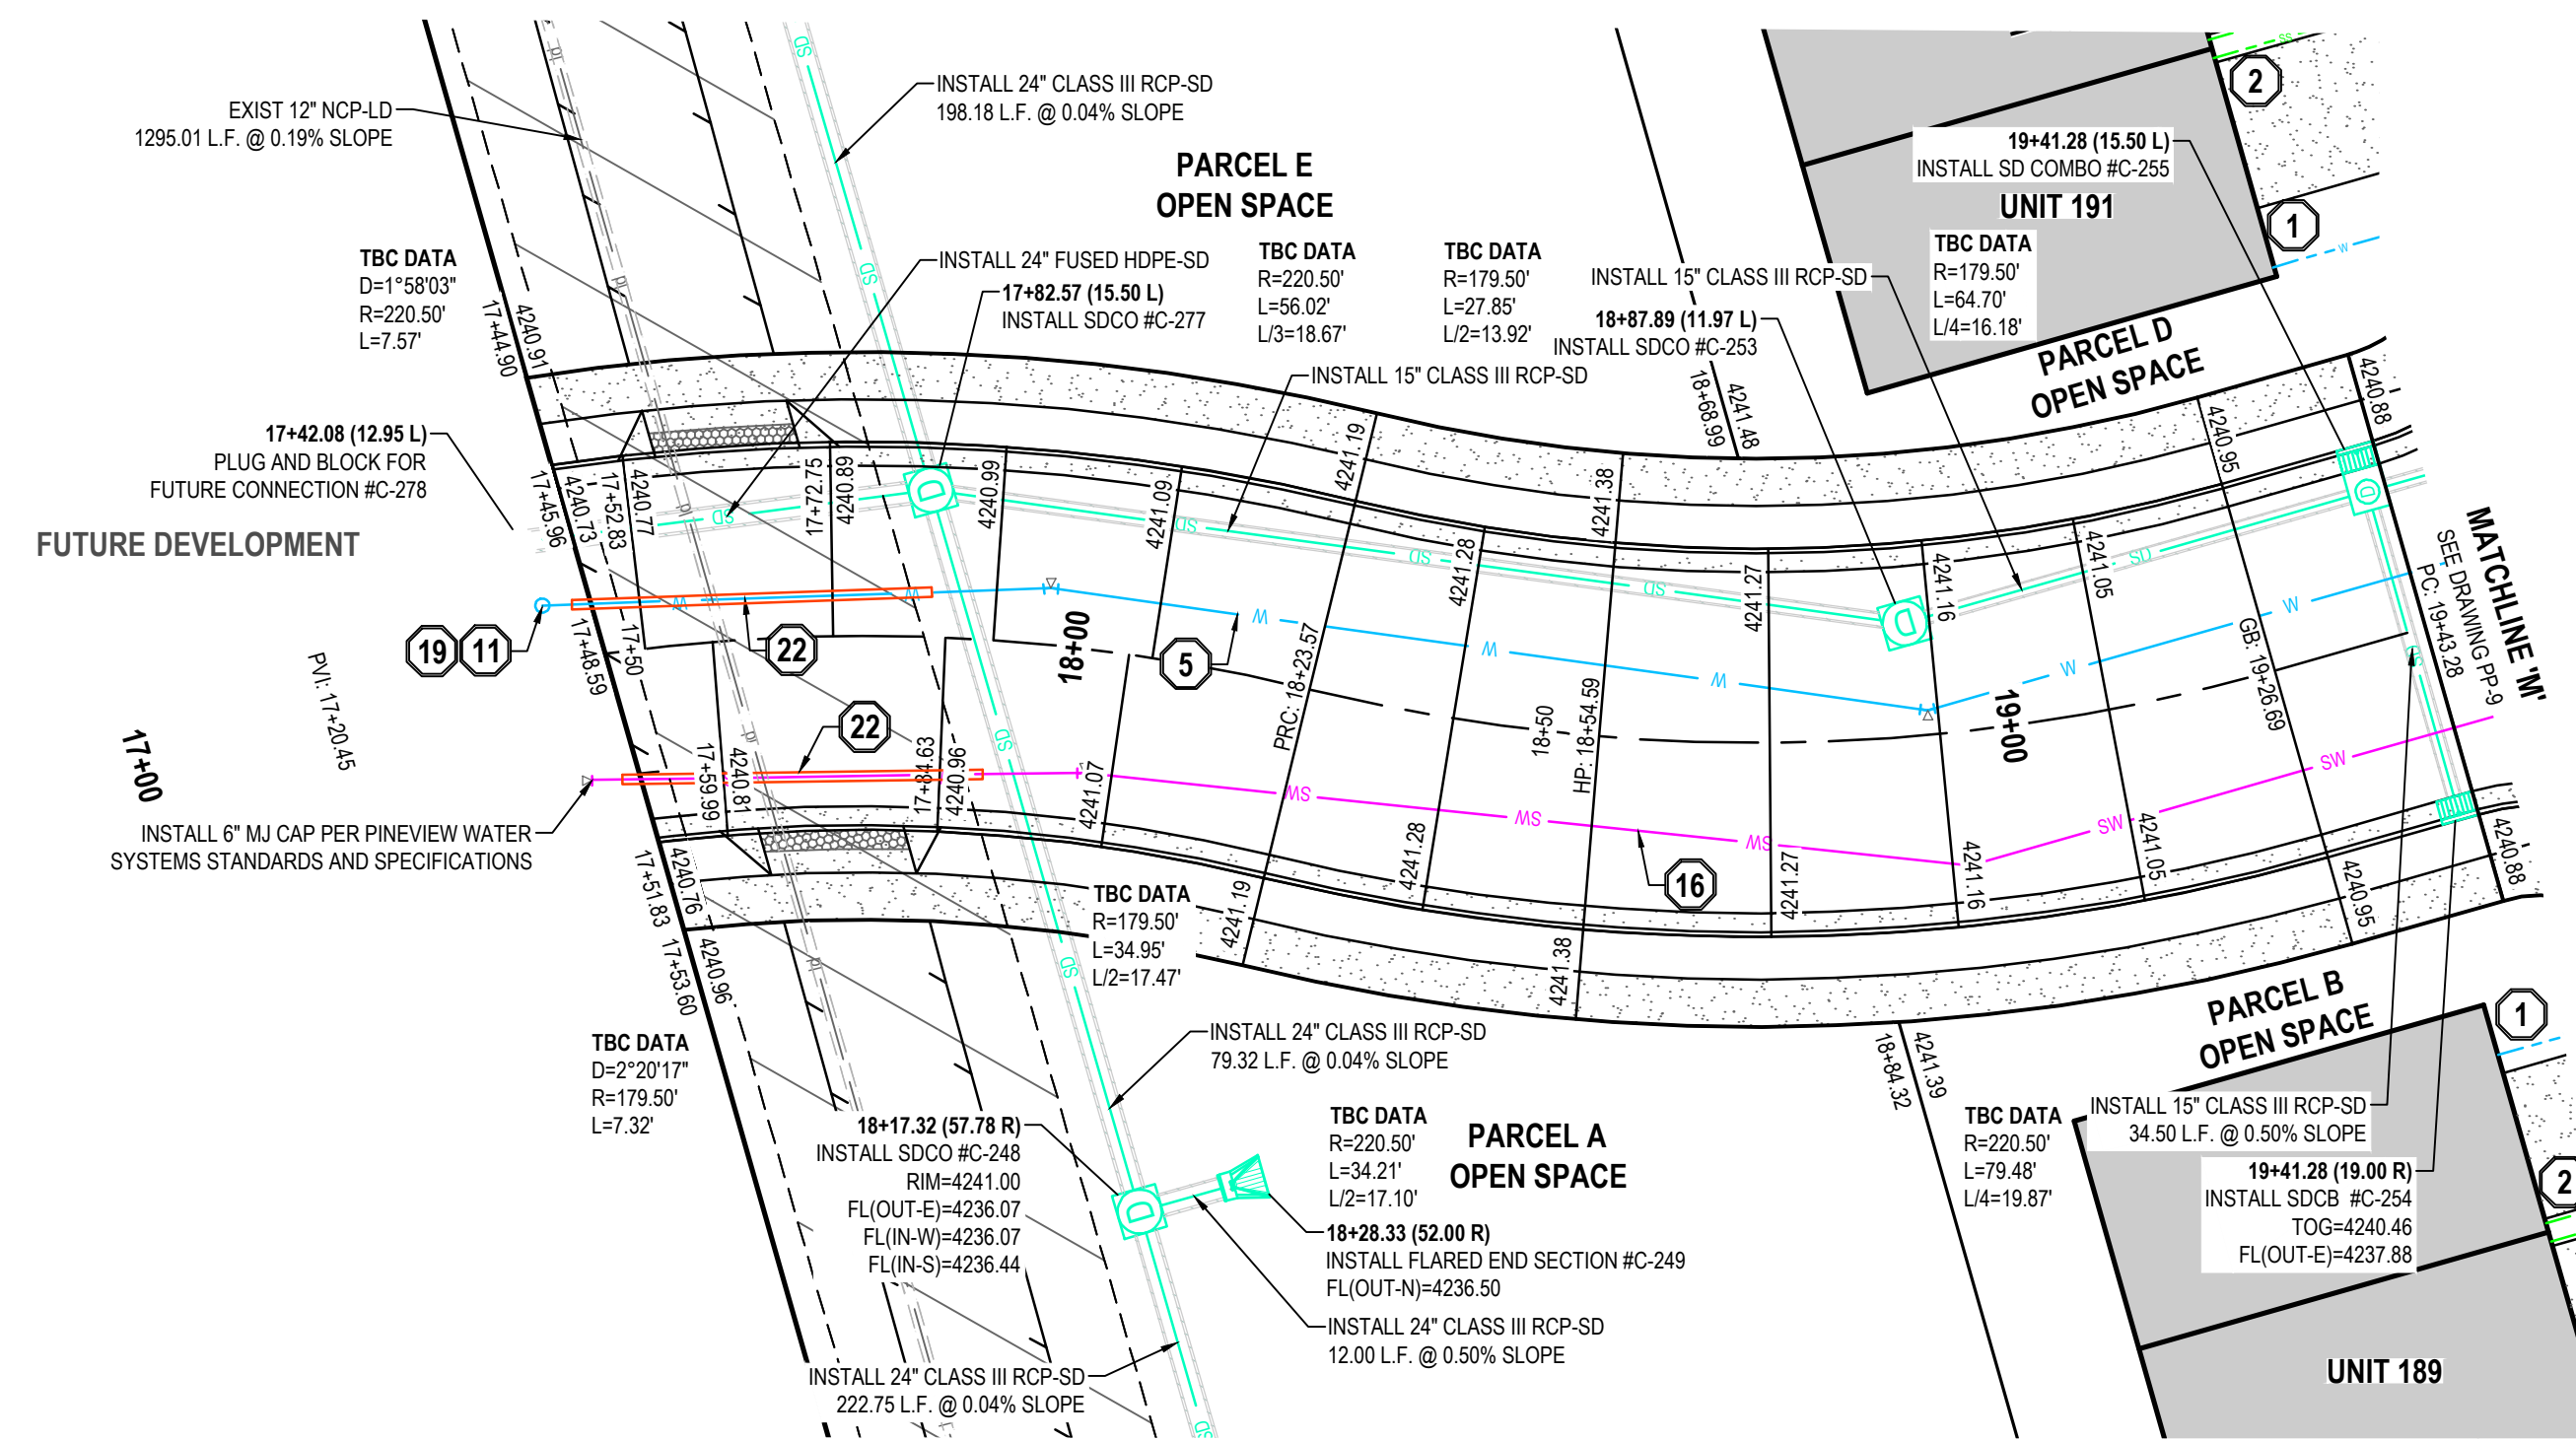 EXIST 12" NCP-LD
1295.01 L.F. @ 0.19% SLOPE
INSTALL 24" CLASS III RCP-SD
198.18 L.F. @ 0.04% SLOPE
PARCEL E
OPEN SPACE
2
19+41.28 (15.50 L)
INSTALL SD COMBO #C-255
UNIT 191
1
W
SS
TBC DATA
D=1°58'03"
R=220.50'
L=7.57'
INSTALL 24" FUSED HDPE-SD
17+82.57 (15.50 L)
INSTALL SDCO #C-277
TBC DATA
R=220.50'
L=56.02'
L/3=18.67'
TBC DATA
R=179.50'
L=27.85'
L/2=13.92'
INSTALL 15" CLASS III RCP-SD
18+87.89 (11.97 L)
INSTALL SDCO #C-253
TBC DATA
R=179.50'
L=64.70'
L/4=16.18'
PARCEL D
OPEN SPACE
INSTALL 15" CLASS III RCP-SD
17+44.90
4240.91
18+68.99
4241.48
17+42.08 (12.95 L)
PLUG AND BLOCK FOR
FUTURE CONNECTION #C-278
FUTURE DEVELOPMENT
17+45.96
4240.73
17+52.83
4240.77
17+72.75
4240.89
4240.99
4241.09
4241.19
4241.28
4241.38
4241.27
4241.16
4241.05
4240.95
4240.88
MATCHLINE 'M'
SEE DRAWING PP-9
PC: 19+43.28
GB: 19+26.69
SD
SD
SD
SD
SD
SD
SD
SD
SD
SD
SD
SD
W
W
W
W
W
W
W
19
11
22
5
17+48.59
17+50
18+00
PRC: 18+23.57
18+50
HP: 18+54.59
19+00
PVI: 17+20.45
17+00
22
SW
SW
SW
SW
SW
16
17+59.99
4240.81
17+84.63
4240.96
4241.07
INSTALL 6" MJ CAP PER PINEVIEW WATER
SYSTEMS STANDARDS AND SPECIFICATIONS
17+51.83
4240.76
17+53.60
4240.96
4241.19
4241.28
4241.38
4241.27
4241.16
4241.05
4240.95
4240.88
TBC DATA
R=179.50'
L=34.95'
L/2=17.47'
PARCEL B
OPEN SPACE
1
18+84.32
4241.39
TBC DATA
D=2°20'17"
R=179.50'
L=7.32'
INSTALL 24" CLASS III RCP-SD
79.32 L.F. @ 0.04% SLOPE
18+17.32 (57.78 R)
INSTALL SDCO #C-248
RIM=4241.00
FL(OUT-E)=4236.07
FL(IN-W)=4236.07
FL(IN-S)=4236.44
TBC DATA
R=220.50'
L=34.21'
L/2=17.10'
PARCEL A
OPEN SPACE
18+28.33 (52.00 R)
INSTALL FLARED END SECTION #C-249
FL(OUT-N)=4236.50
INSTALL 24" CLASS III RCP-SD
12.00 L.F. @ 0.50% SLOPE
TBC DATA
R=220.50'
L=79.48'
L/4=19.87'
INSTALL 15" CLASS III RCP-SD
34.50 L.F. @ 0.50% SLOPE
19+41.28 (19.00 R)
INSTALL SDCB #C-254
TOG=4240.46
FL(OUT-E)=4237.88
2
INSTALL 24" CLASS III RCP-SD
222.75 L.F. @ 0.04% SLOPE
UNIT 189